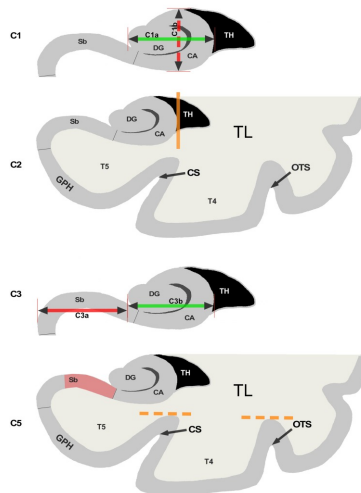 C1
Sb
C1a
C1b
DG
CA
TH
C2
Sb
DG
CA
TH
TL
T5
GPH
CS
OTS
T4
C3
Sb
C3a
DG
C3b
CA
TH
C5
Sb
DG
CA
TH
TL
T5
GPH
CS
OTS
T4